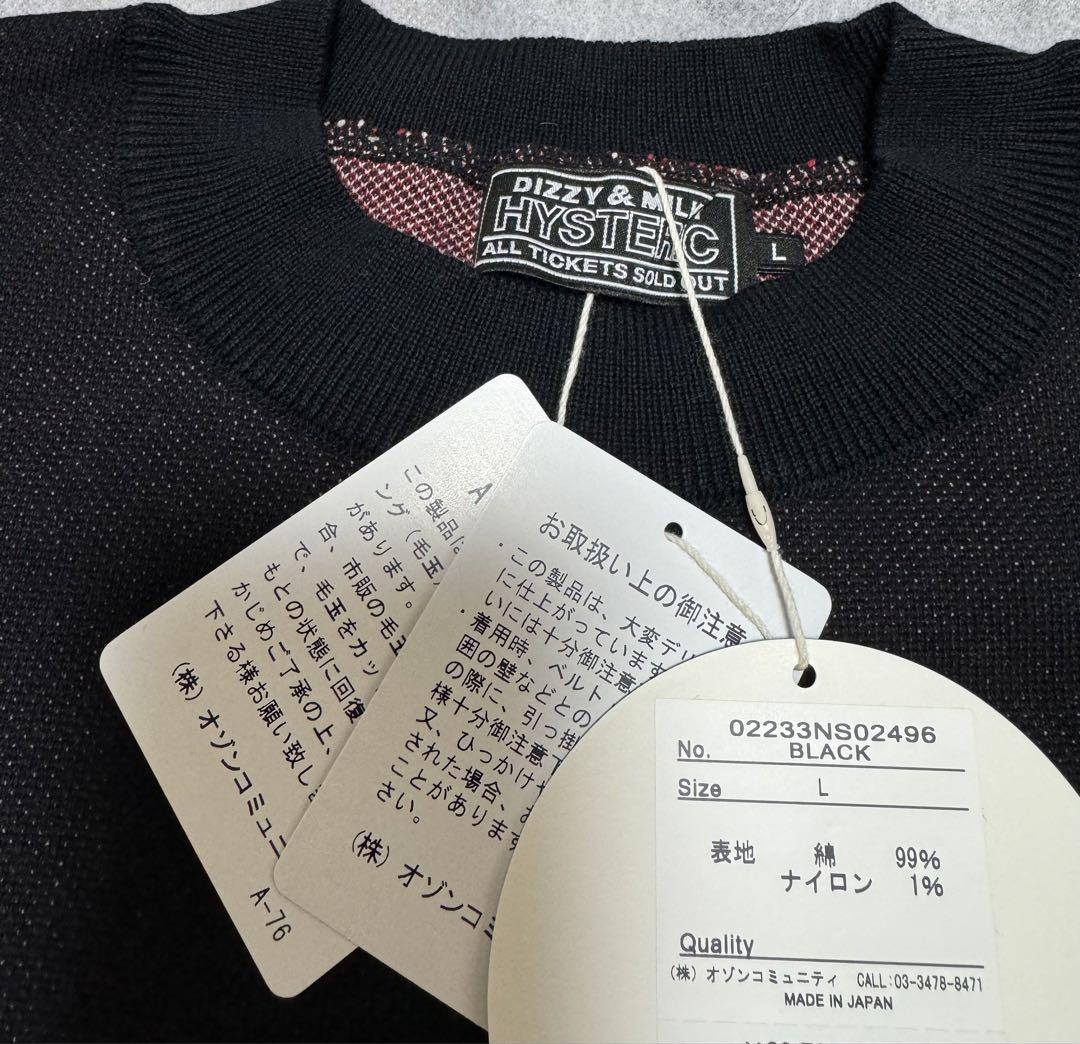 DIZZY & MILK
HYSTERIC
ALL TICKETS SOLD OUT
L
A
この製品は
ング（毛玉
があります。
合、市販の毛玉
で、毛玉をカッ
もとの状態に回復
かじめご了承の上、
下さる様お願い致し
(株) オゾンコミュニ
A-76
お取扱い上の御注意
・この製品は、大変デリ
に仕上がっています
いには十分御注意
・着用時、ベルト
囲の壁などとの
の際に、引っ掛
様十分御注意下
又、ひっかけや
された場合、お
ことがあります
さい。
(株) オゾンコミ
02233NS02496
No. BLACK
Size L
表地 綿 99%
ナイロン 1%
Quality
(株) オゾンコミュニティ CALL:03-3478-8471
MADE IN JAPAN